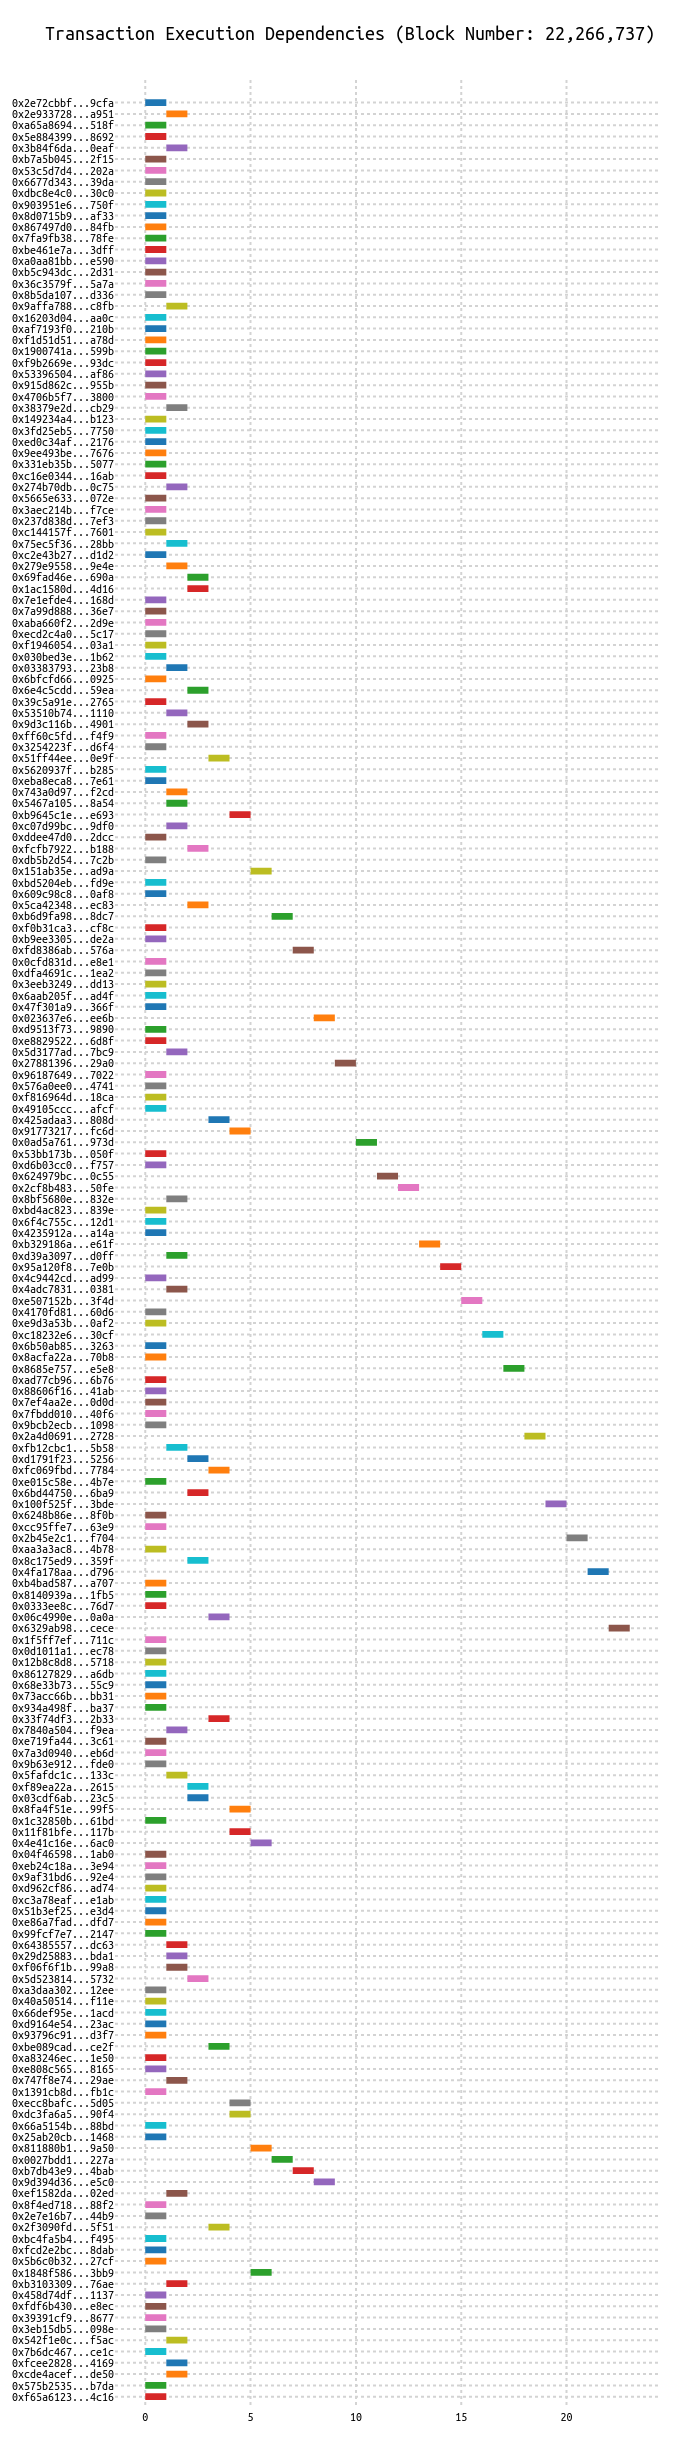 Transaction Execution Dependencies (Block Number: 22,266,737)
0x2e72cbbf...9cfa
0x2e933728...a951
0xa65a8694...518f
0x5e884399...8692
0x3b84f6da...0eaf
0xb7a5b045...2f15
0x53c5d7d4...202a
0x6677d343...39da
0xdbc8e4c0...30c0
0x903951e6...750f
0x8d0715b9...af33
0x867497d0...84fb
0x7fa9fb38...78fe
0xbe461e7a...3dff
0xa0aa81bb...e590
0xb5c943dc...2d31
0x36c3579f...5a7a
0x8b5da107...d336
0x9affa788...c8fb
0x16203d04...aa0c
0xaf7193f0...210b
0xf1d51d51...a78d
0x1900741a...599b
0xf9b2669e...93dc
0x53396504...af86
0x915d862c...955b
0x4706b5f7...3800
0x38379e2d...cb29
0x149234a4...b123
0x3fd25eb5...7750
0xed0c34af...2176
0x9ee493be...7676
0x331eb35b...5077
0xc16e0344...16ab
0x274b70db...0c75
0x5665e633...072e
0x3aec214b...f7ce
0x237d838d...7ef3
0xc144157f...7601
0x75ec5f36...28bb
0xc2e43b27...d1d2
0x279e9558...9e4e
0x69fad46e...690a
0x1ac1580d...4d16
0x7e1efde4...168d
0x7a99d888...36e7
0xaba660f2...2d9e
0xecd2c4a0...5c17
0xf1946054...03a1
0x030bed3e...1b62
0x03383793...23b8
0x6bfcfd66...0925
0x6e4c5cdd...59ea
0x39c5a91e...2765
0x53510b74...1110
0x9d3c116b...4901
0xff60c5fd...f4f9
0x3254223f...d6f4
0x51ff44ee...0e9f
0x5620937f...b285
0xeba8eca8...7e61
0x743a0d97...f2cd
0x5467a105...8a54
0xb9645c1e...e693
0xc07d99bc...9df0
0xddee47d0...2dcc
0xfcfb7922...b188
0xdb5b2d54...7c2b
0x151ab35e...ad9a
0xbd5204eb...fd9e
0x609c98c8...0af8
0x5ca42348...ec83
0xb6d9fa98...8dc7
0xf0b31ca3...cf8c
0xb9ee3305...de2a
0xfd8386ab...576a
0x0cfd831d...e8e1
0xdfa4691c...1ea2
0x3eeb3249...dd13
0x6aab205f...ad4f
0x47f301a9...366f
0x023637e6...ee6b
0xd9513f73...9890
0xe8829522...6d8f
0x5d3177ad...7bc9
0x27881396...29a0
0x96187649...7022
0x576a0ee0...4741
0xf816964d...18ca
0x49105ccc...afcf
0x425adaa3...808d
0x91773217...fc6d
0x0ad5a761...973d
0x53bb173b...050f
0xd6b03cc0...f757
0x624979bc...0c55
0x2cf8b483...50fe
0x8bf5680e...832e
0xbd4ac823...839e
0x6f4c755c...12d1
0x4235912a...a14a
0xb329186a...e61f
0xd39a3097...d0ff
0x95a120f8...7e0b
0x4c9442cd...ad99
0x4adc7831...0381
0xe507152b...3f4d
0x4170fd81...60d6
0xe9d3a53b...0af2
0xc18232e6...30cf
0x6b50ab85...3263
0x8acfa22a...70b8
0x8685e757...e5e8
0xad77cb96...6b76
0x88606f16...41ab
0x7ef4aa2e...0d0d
0x7fbdd010...40f6
0x9bcb2ecb...1098
0x2a4d0691...2728
0xfb12cbc1...5b58
0xd1791f23...5256
0xfc069fbd...7784
0xe015c58e...4b7e
0x6bd44750...6ba9
0x100f525f...3bde
0x6248b86e...8f0b
0xcc95ffe7...63e9
0x2b45e2c1...f704
0xaa3a3ac8...4b78
0x8c175ed9...359f
0x4fa178aa...d796
0xb4bad587...a707
0x8140939a...1fb5
0x0333ee8c...76d7
0x06c4990e...0a0a
0x6329ab98...cece
0x1f5ff7ef...711c
0x0d1011a1...ec78
0x12b8c8d8...5718
0x86127829...a6db
0x68e33b73...55c9
0x73acc66b...bb31
0x934a498f...ba37
0x33f74df3...2b33
0x7840a504...f9ea
0xe719fa44...3c61
0x7a3d0940...eb6d
0x9b63e912...fde0
0x5fafdc1c...133c
0xf89ea22a...2615
0x03cdf6ab...23c5
0x8fa4f51e...99f5
0x1c32850b...61bd
0x11f81bfe...117b
0x4e41c16e...6ac0
0x04f46598...1ab0
0xeb24c18a...3e94
0x9af31bd6...92e4
0xd962cf86...ad74
0xc3a78eaf...e1ab
0x51b3ef25...e3d4
0xe86a7fad...dfd7
0x99fcf7e7...2147
0x64385557...dc63
0x29d25883...bda1
0xf06f6f1b...99a8
0x5d523814...5732
0xa3daa302...12ee
0x40a50514...f11e
0x66def95e...1acd
0xd9164e54...23ac
0x93796c91...d3f7
0xbe089cad...ce2f
0xa83246ec...1e50
0xe808c565...8165
0x747f8e74...29ae
0x1391cb8d...fb1c
0xecc8bafc...5d05
0xdc3fa6a5...90f4
0x66a5154b...88bd
0x25ab20cb...1468
0x811880b1...9a50
0x0027bdd1...227a
0xb7db43e9...4bab
0x9d394d36...e5c0
0xef1582da...02ed
0x8f4ed718...88f2
0x2e7e16b7...44b9
0x2f3090fd...5f51
0xbc4fa5b4...f495
0xfcd2e2bc...8dab
0x5b6c0b32...27cf
0x1848f586...3bb9
0xb3103309...76ae
0x458d74df...1137
0xfdf6b430...e8ec
0x39391cf9...8677
0x3eb15db5...098e
0x542f1e0c...f5ac
0x7b6dc467...ce1c
0xfcee2828...4169
0xcde4acef...de50
0x575b2535...b7da
0xf65a6123...4c16
0 5 10 15 20